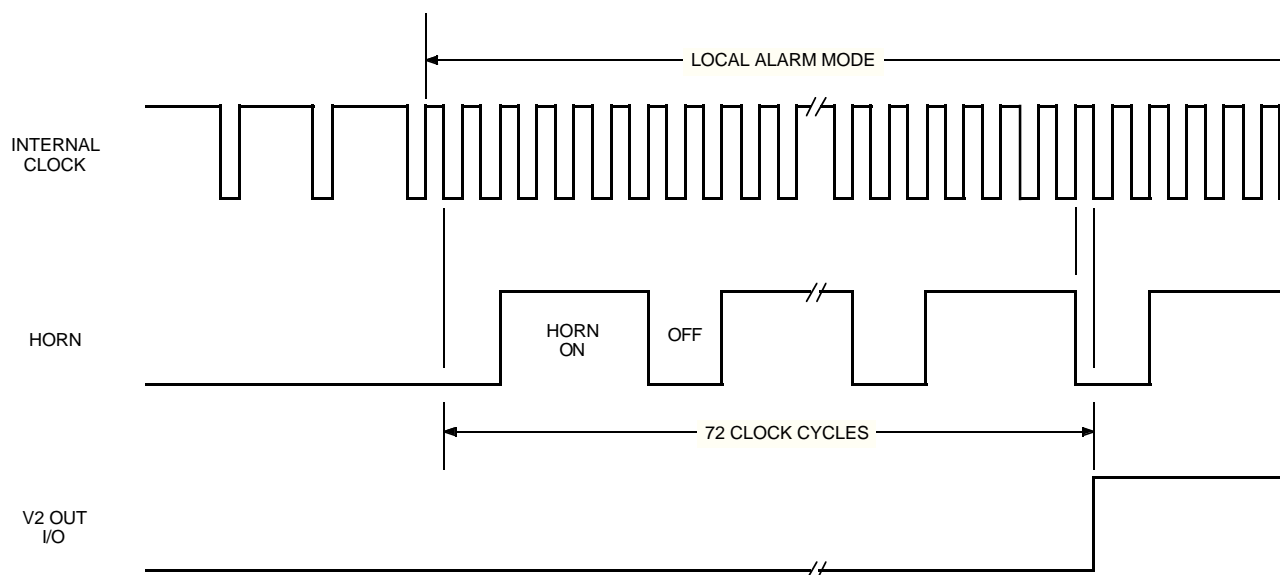 LOCAL ALARM MODE
INTERNAL
CLOCK
HORN
HORN
ON
OFF
72 CLOCK CYCLES
V2 OUT
I/O